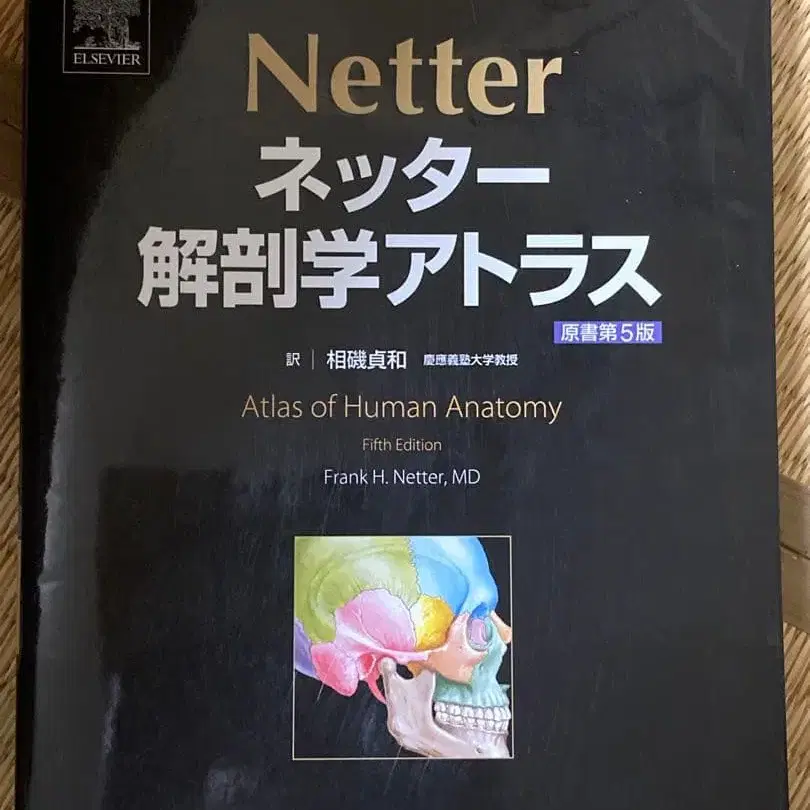 ELSEVIER
Netter
ネッター
解剖学アトラス
原書第5版
訳 | 相磯貞和 慶應義塾大学教授
Atlas of Human Anatomy
Fifth Edition
Frank H. Netter, MD